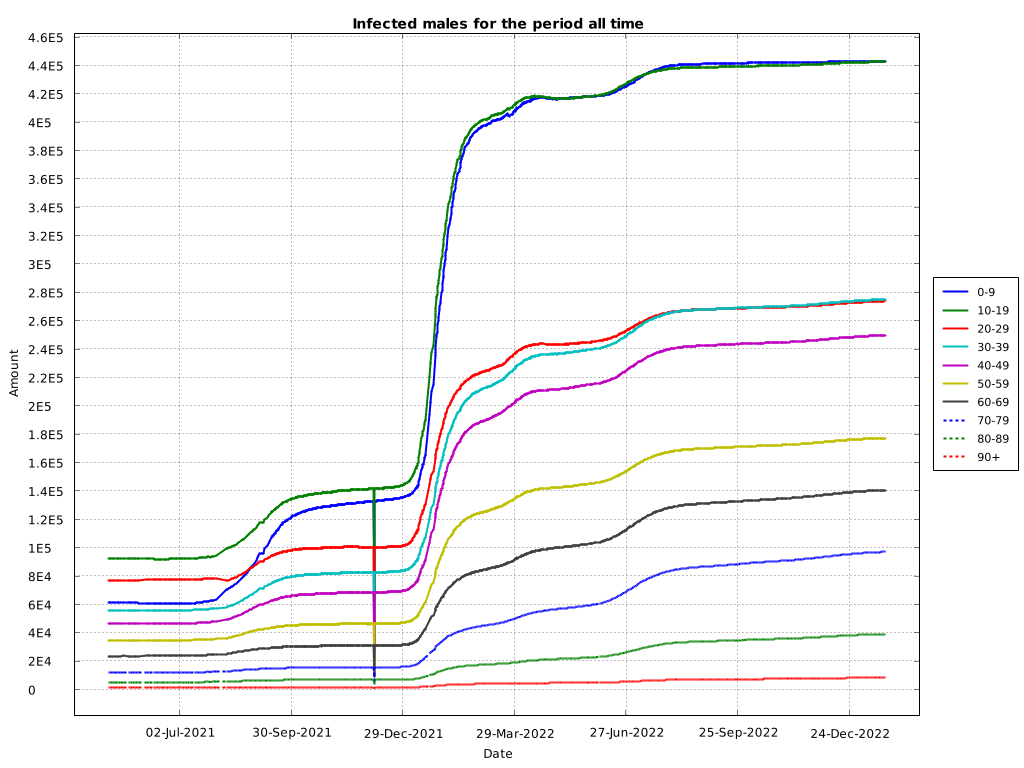 Infected males for the period all time
4.6E5
4.4E5
4.2E5
4E5
3.8E5
3.6E5
3.4E5
3.2E5
3E5
2.8E5
2.6E5
2.4E5
2.2E5
2E5
1.8E5
1.6E5
1.4E5
1.2E5
1E5
8E4
6E4
4E4
2E4
0
Amount
02-Jul-2021 30-Sep-2021 29-Dec-2021 29-Mar-2022 27-Jun-2022 25-Sep-2022 24-Dec-2022
Date
0-9
10-19
20-29
30-39
40-49
50-59
60-69
70-79
80-89
90+